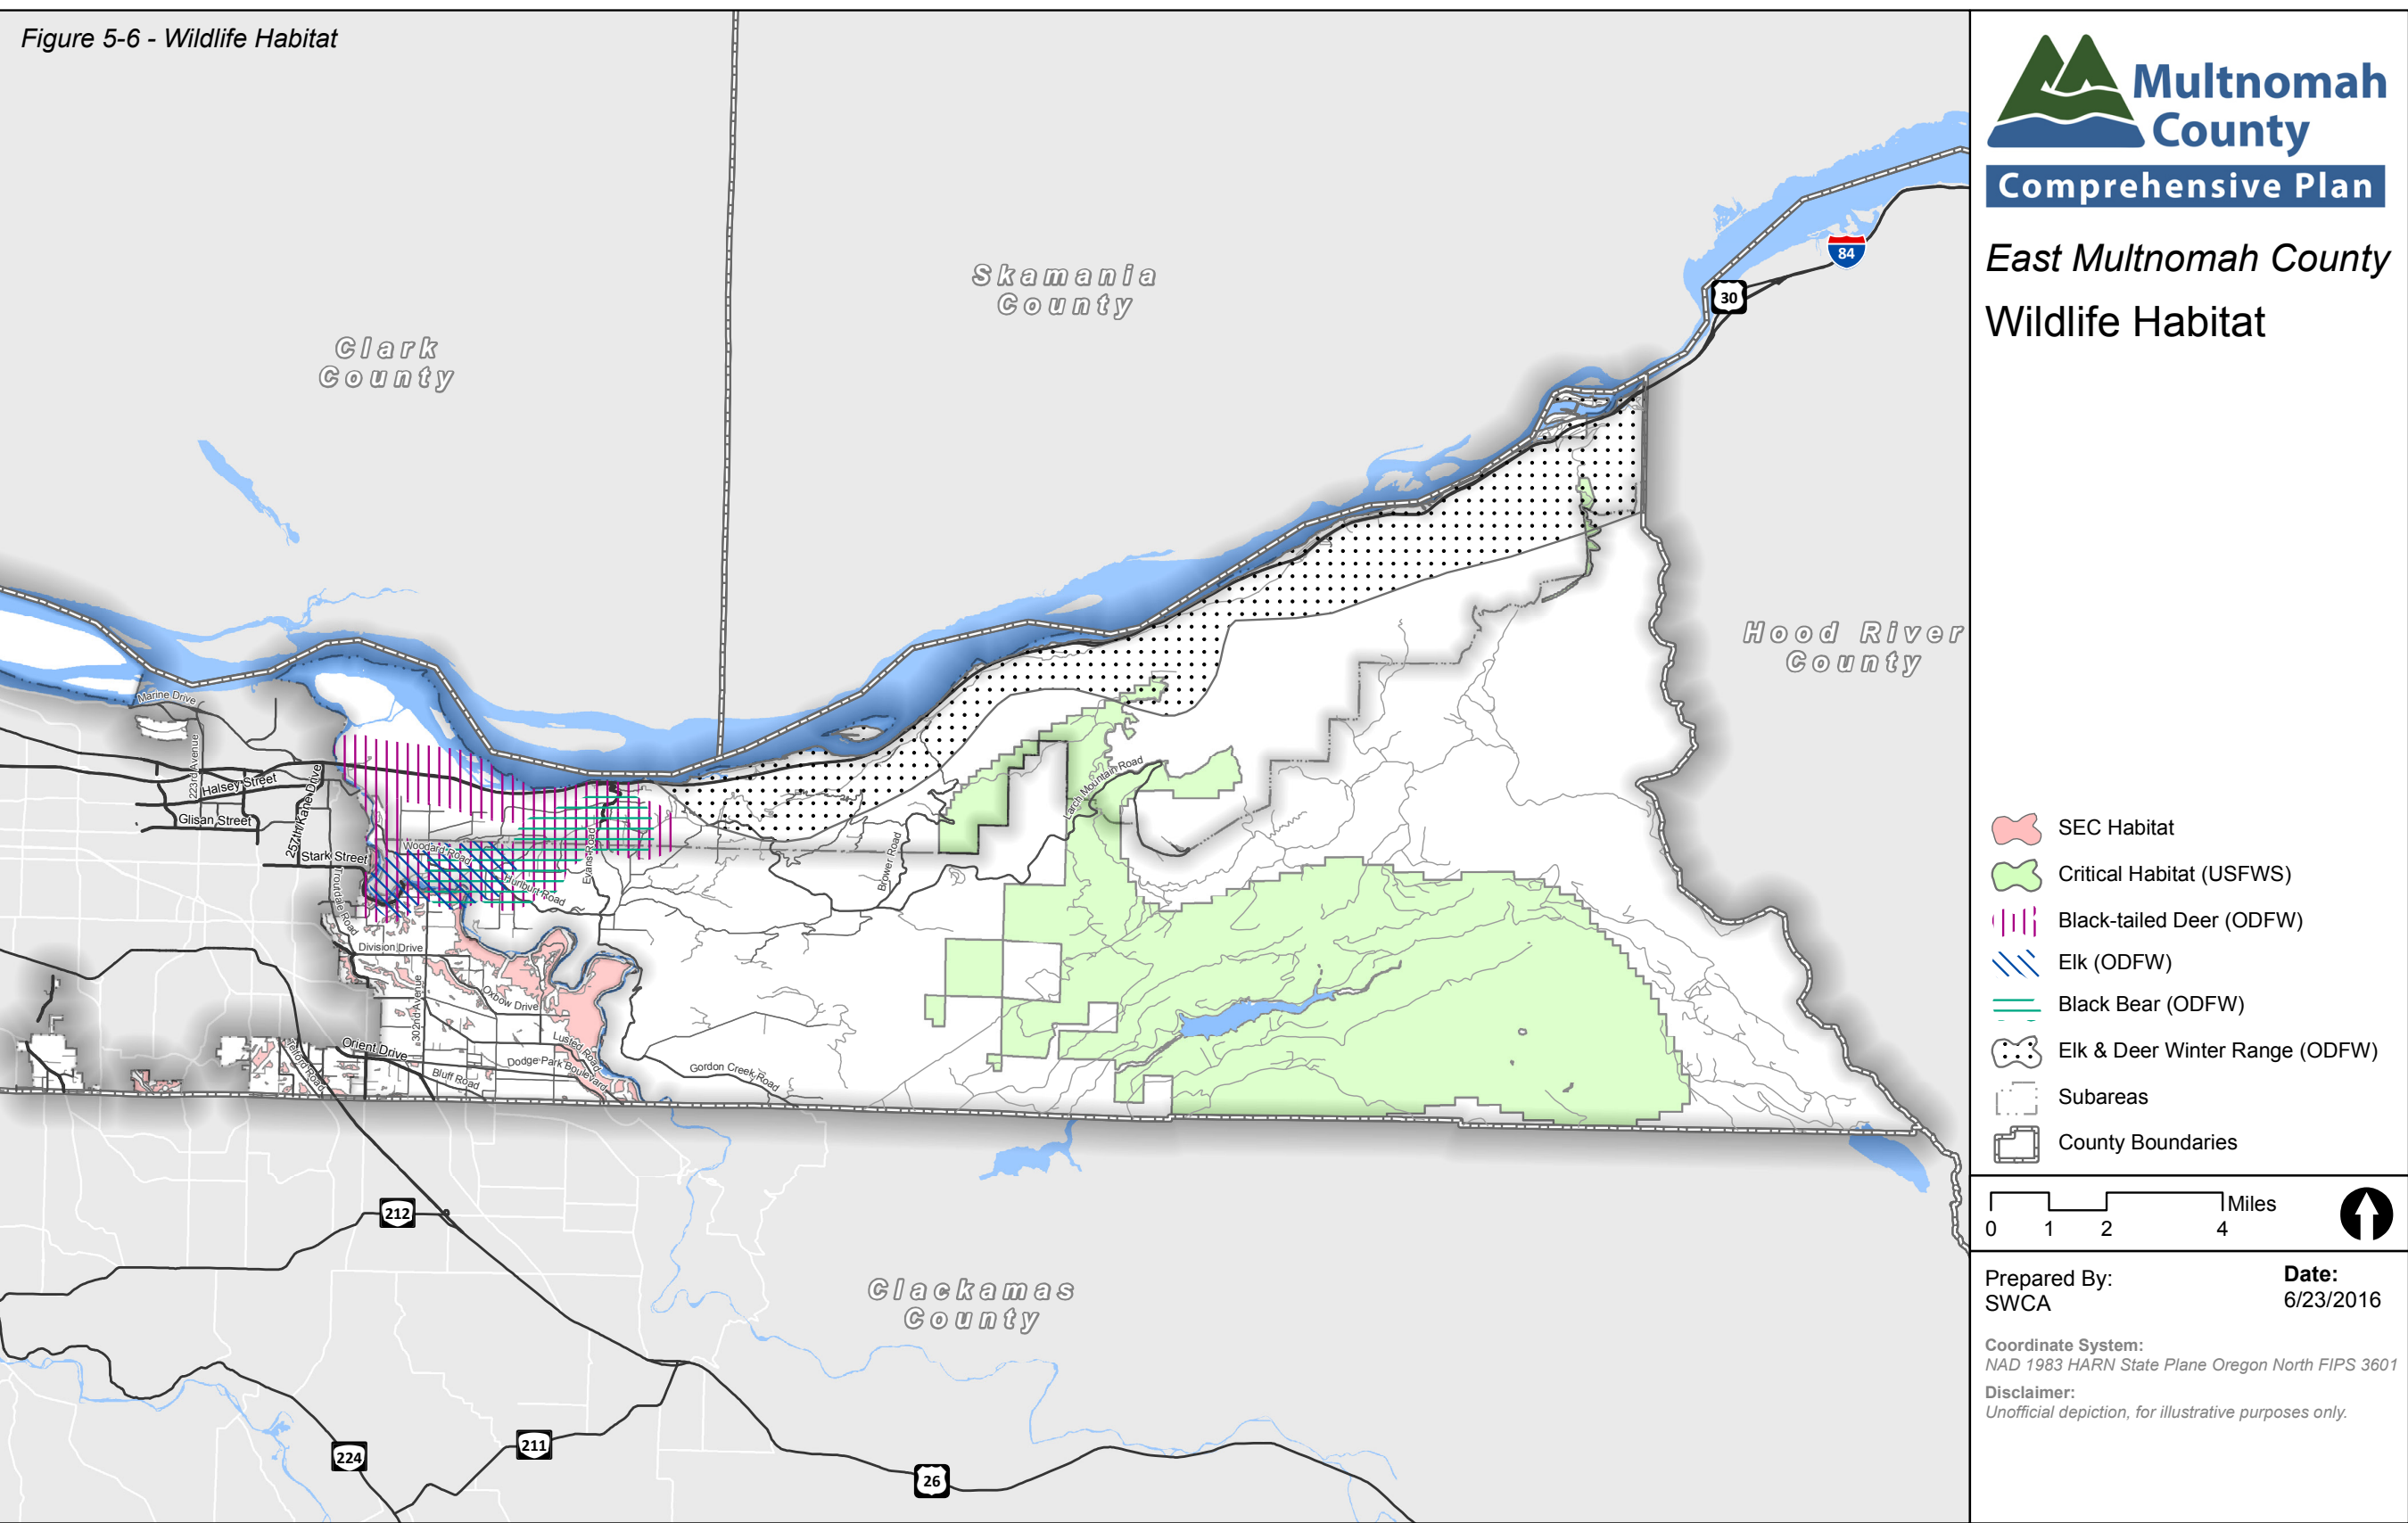 Figure 5-6 - Wildlife Habitat
Multnomah
County
Comprehensive Plan
East Multnomah County
Wildlife Habitat
Clark
County
Skamania
County
Hood River
County
Clackamas
County
84
30
Marine Drive
223rd Avenue
Halsey Street
257th/Kane Drive
Glisan Street
Stark Street
Troutdale Road
Woodard Road
Hurlburt Road
Evans Road
Brower Road
Larch Mountain Road
Division Drive
302nd Avenue
Oxbow Drive
Lusted Road
Dodge Park Boulevard
Orient Drive
Bluff Road
Telford Road
Gordon Creek Road
212
224
211
26
SEC Habitat
Critical Habitat (USFWS)
Black-tailed Deer (ODFW)
Elk (ODFW)
Black Bear (ODFW)
Elk & Deer Winter Range (ODFW)
Subareas
County Boundaries
Miles
0 1 2 4
Prepared By:
SWCA
Date:
6/23/2016
Coordinate System:
NAD 1983 HARN State Plane Oregon North FIPS 3601
Disclaimer:
Unofficial depiction, for illustrative purposes only.